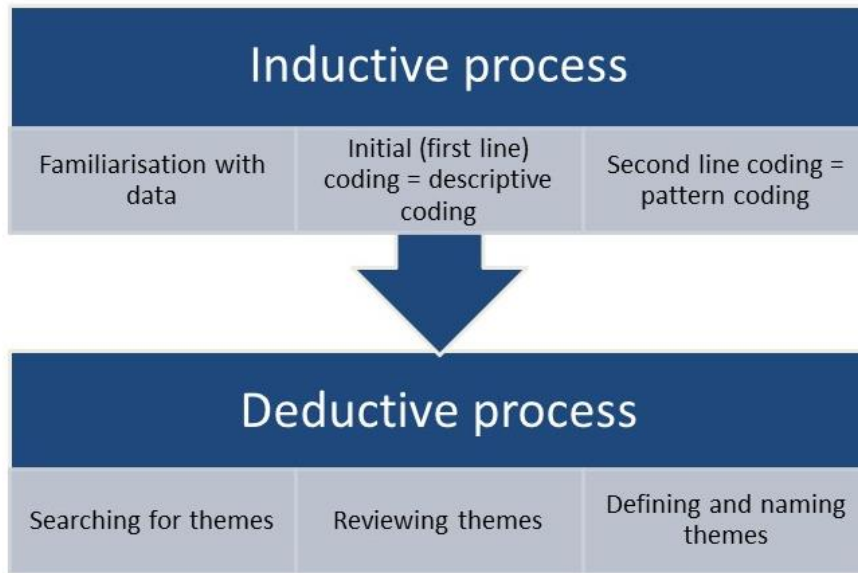 Inductive process
Familiarisation with
data
Initial (first line)
coding = descriptive
coding
Second line coding =
pattern coding
Deductive process
Searching for themes
Reviewing themes
Defining and naming
themes